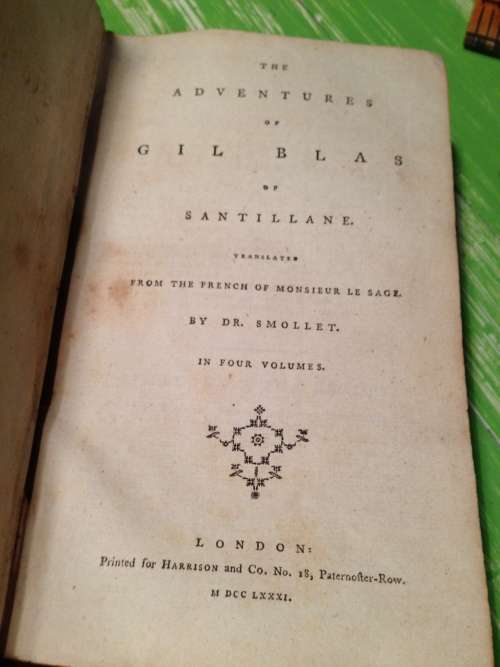 THE
ADVENTURES
OF
GIL BLAS
OF
SANTILLANE.
TRANSLATED
FROM THE FRENCH OF MONSIEUR LE SAGE.
BY DR. SMOLLET.
IN FOUR VOLUMES.
LONDON:
Printed for HARRISON and Co. No. 18, Paternoſter-Row.
M DCC LXXXI.